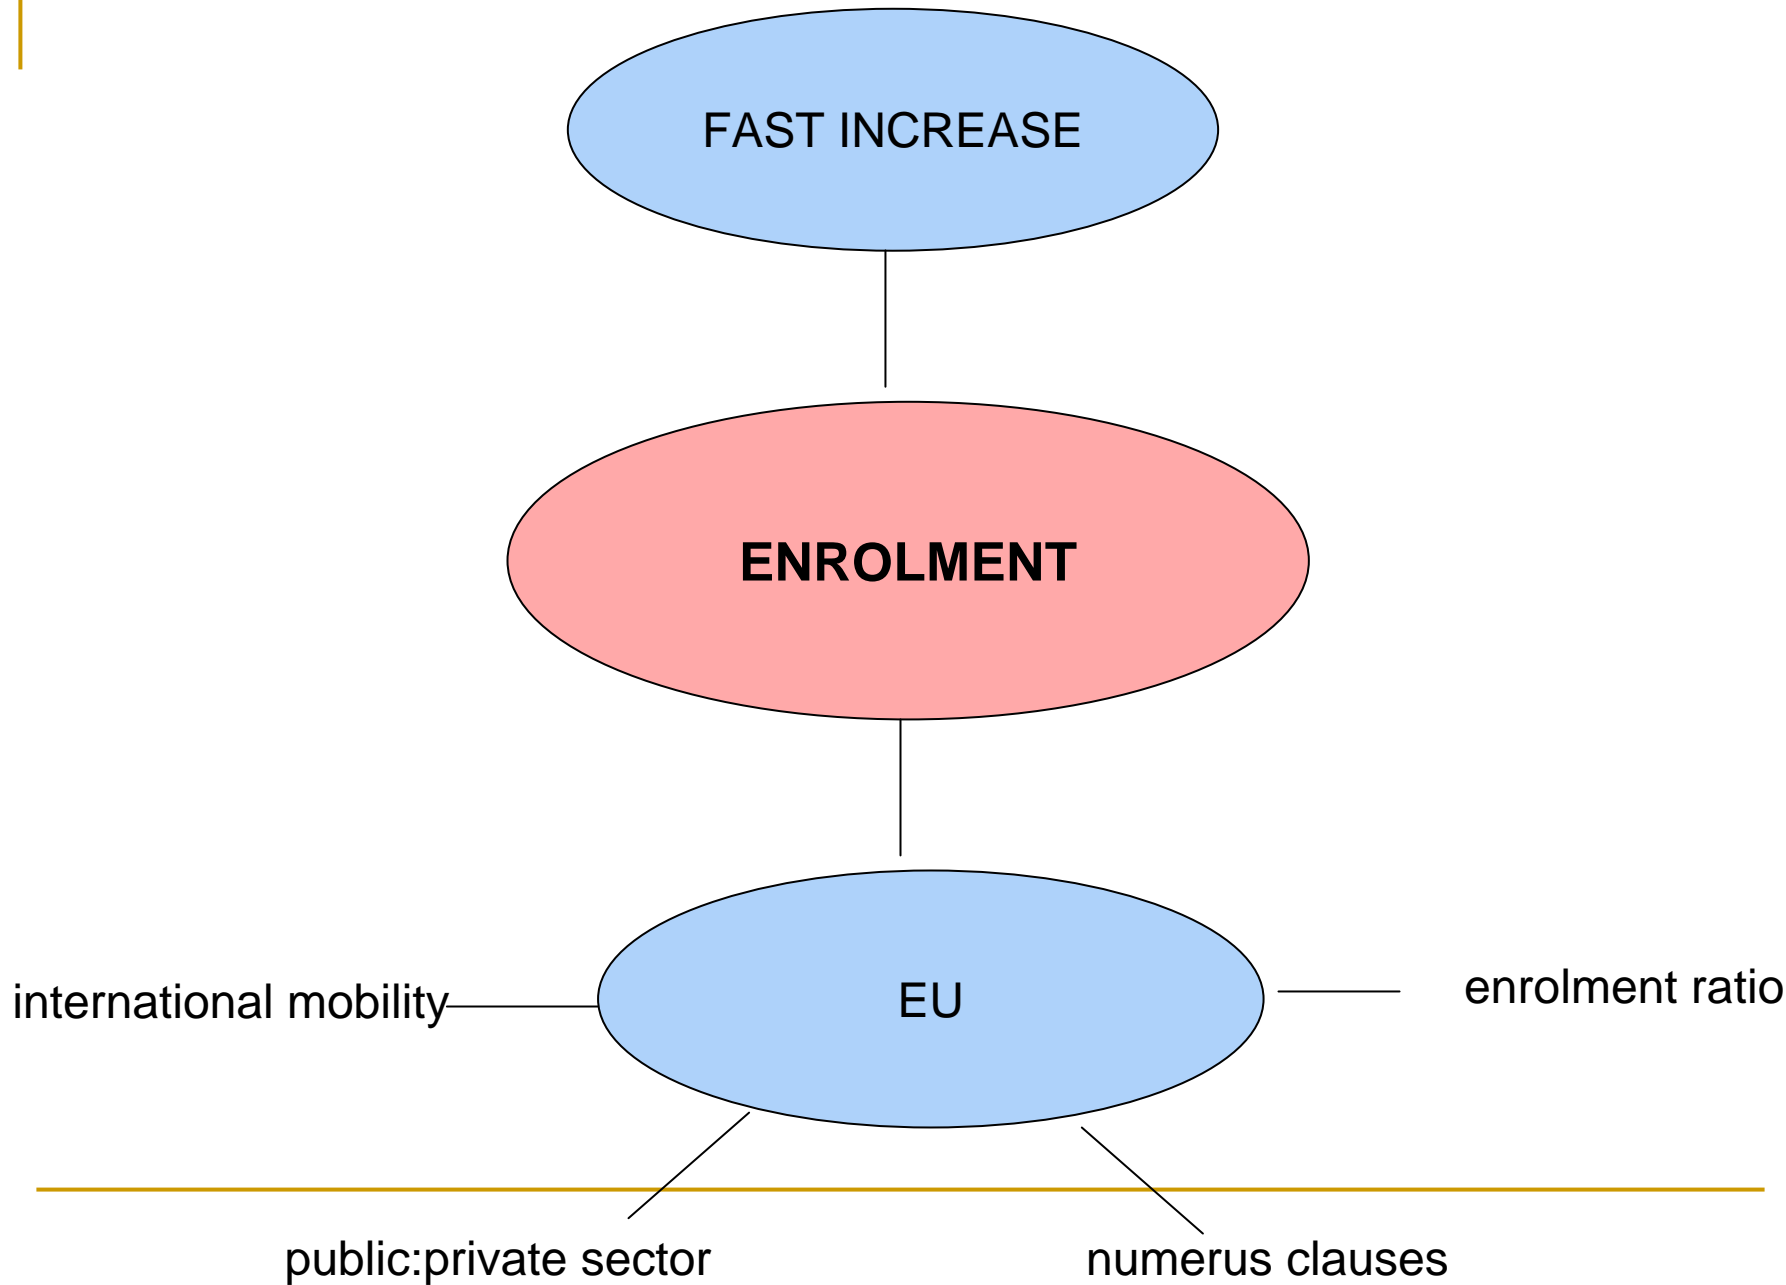 FAST INCREASE
ENROLMENT
EU
international mobility
enrolment ratio
public:private sector
numerus clauses